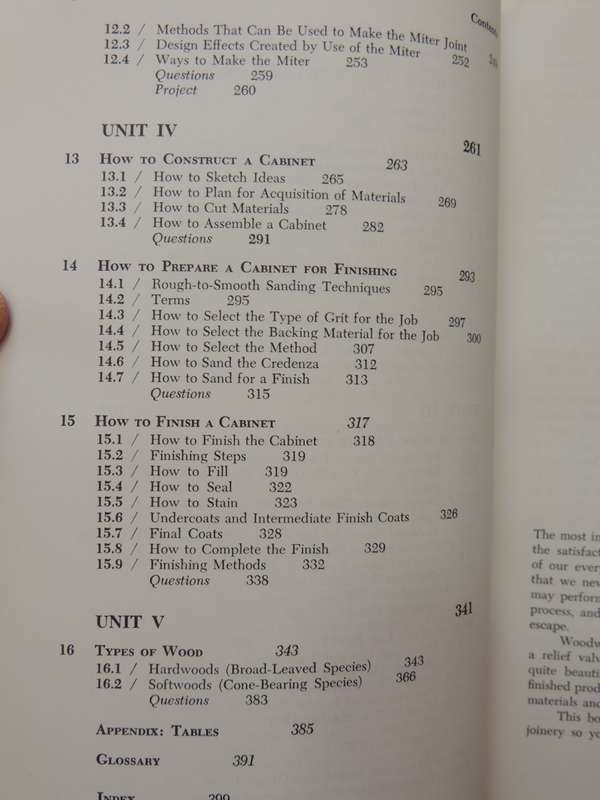 Contents
12.2 / Methods That Can Be Used to Make the Miter Joint
12.3 / Design Effects Created by Use of the Miter 252
12.4 / Ways to Make the Miter 253
Questions 259
Project 260
UNIT IV 261
13 How to Construct a Cabinet 263
13.1 / How to Sketch Ideas 265
13.2 / How to Plan for Acquisition of Materials 269
13.3 / How to Cut Materials 278
13.4 / How to Assemble a Cabinet 282
Questions 291
14 How to Prepare a Cabinet for Finishing 293
14.1 / Rough-to-Smooth Sanding Techniques 295
14.2 / Terms 295
14.3 / How to Select the Type of Grit for the Job 297
14.4 / How to Select the Backing Material for the Job 300
14.5 / How to Select the Method 307
14.6 / How to Sand the Credenza 312
14.7 / How to Sand for a Finish 313
Questions 315
15 How to Finish a Cabinet 317
15.1 / How to Finish the Cabinet 318
15.2 / Finishing Steps 319
15.3 / How to Fill 319
15.4 / How to Seal 322
15.5 / How to Stain 323
15.6 / Undercoats and Intermediate Finish Coats 326
15.7 / Final Coats 328
15.8 / How to Complete the Finish 329
15.9 / Finishing Methods 332
Questions 338
UNIT V 341
16 Types of Wood 343
16.1 / Hardwoods (Broad-Leaved Species) 343
16.2 / Softwoods (Cone-Bearing Species) 366
Questions 383
Appendix: Tables 385
Glossary 391
Index 399
The most in
the satisfact
of our ever
that we nev
may perform
process, and
escape.
Woodw
a relief valv
quite beauti
finished prod
materials and
This bo
joinery so yo